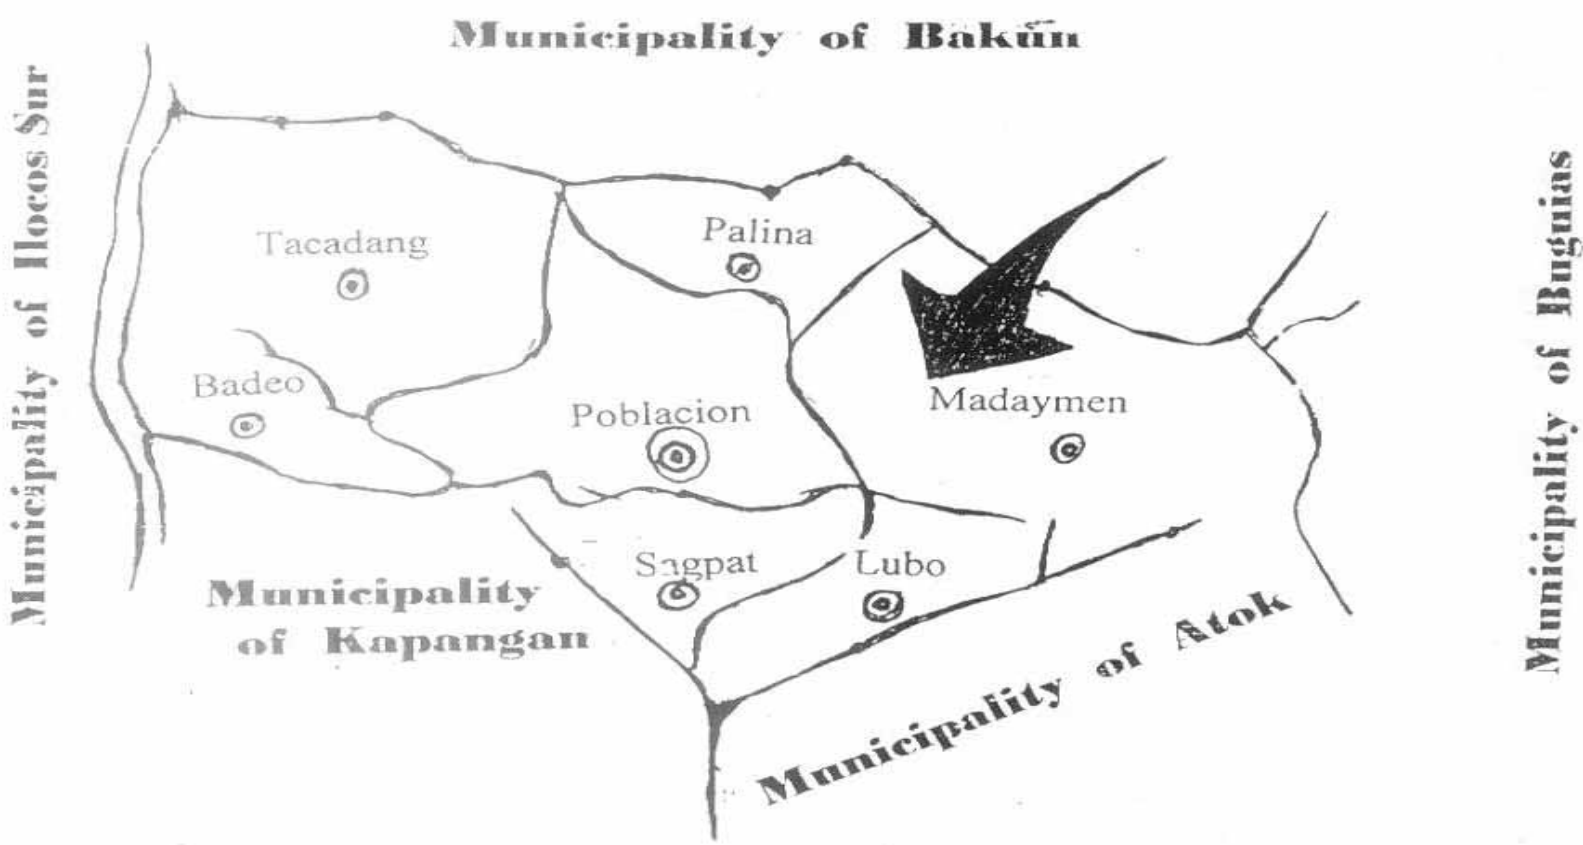 Municipality of Bakun
Municipality of Ilocos Sur
Palina
Tacadang
Municipality of Buguias
Badeo
Madaymen
Poblacion
Sagpat
Lubo
Municipality
of Kapangan
Municipality of Atok